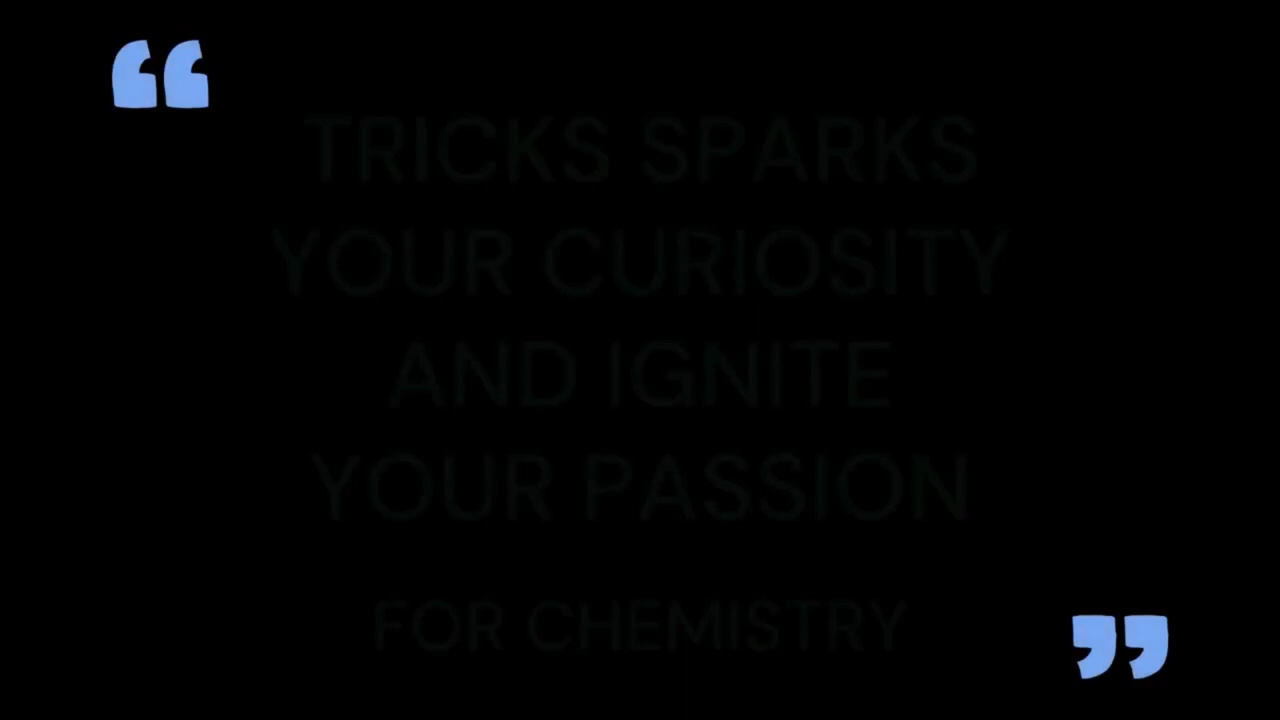 “
TRICKS SPARKS
YOUR CURIOSITY
AND IGNITE
YOUR PASSION
FOR CHEMISTRY
”